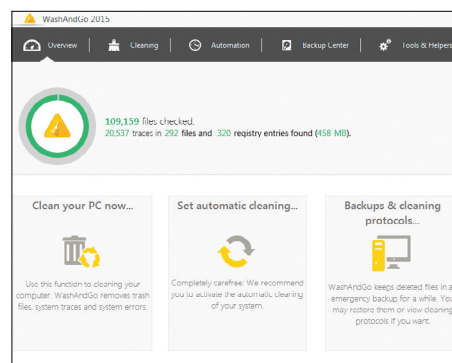 WashAndGo 2015
Overview Cleaning Automation Backup Center Tools & Helpers
109,159 files checked.
20,537 traces in 292 files and 320 registry entries found (458 MB).
Clean your PC now...
Use this function to cleaning your
computer. WashAndGo removes trash
files, system traces and system errors.
Set automatic cleaning...
Completely carefree: We recommend
you to activate the automatic cleaning
of your system.
Backups & cleaning
protocols...
WashAndGo keeps deleted files in a
emergency backup for a while. You
may restore them or view cleaning
protocols if you want.